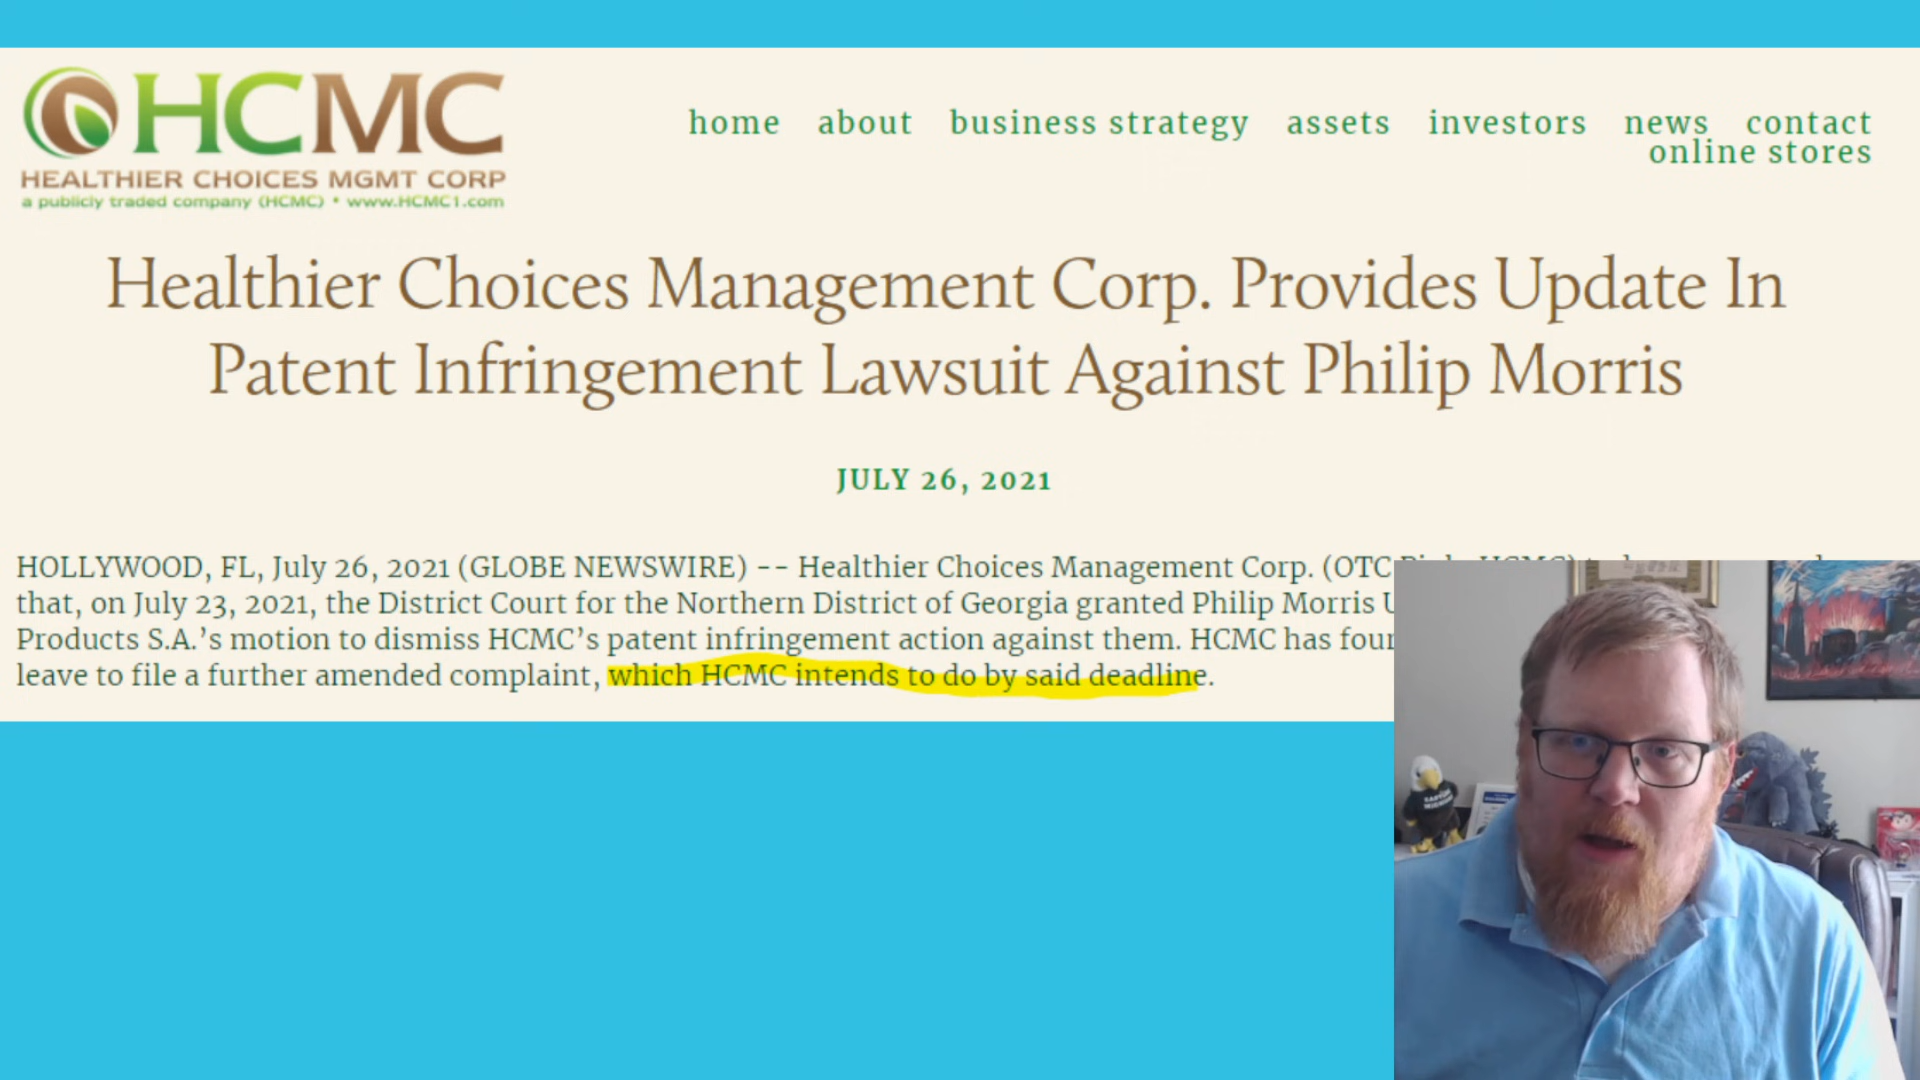 HCMC
HEALTHIER CHOICES MGMT CORP
a publicly traded company (HCMC) * www.HCMC1.com
home about business strategy assets investors news contact
online stores
Healthier Choices Management Corp. Provides Update In
Patent Infringement Lawsuit Against Philip Morris
JULY 26, 2021
HOLLYWOOD, FL, July 26, 2021 (GLOBE NEWSWIRE) -- Healthier Choices Management Corp. (OTC
that, on July 23, 2021, the District Court for the Northern District of Georgia granted Philip Morris
Products S.A.’s motion to dismiss HCMC’s patent infringement action against them. HCMC has
leave to file a further amended complaint, which HCMC intends to do by said deadline.